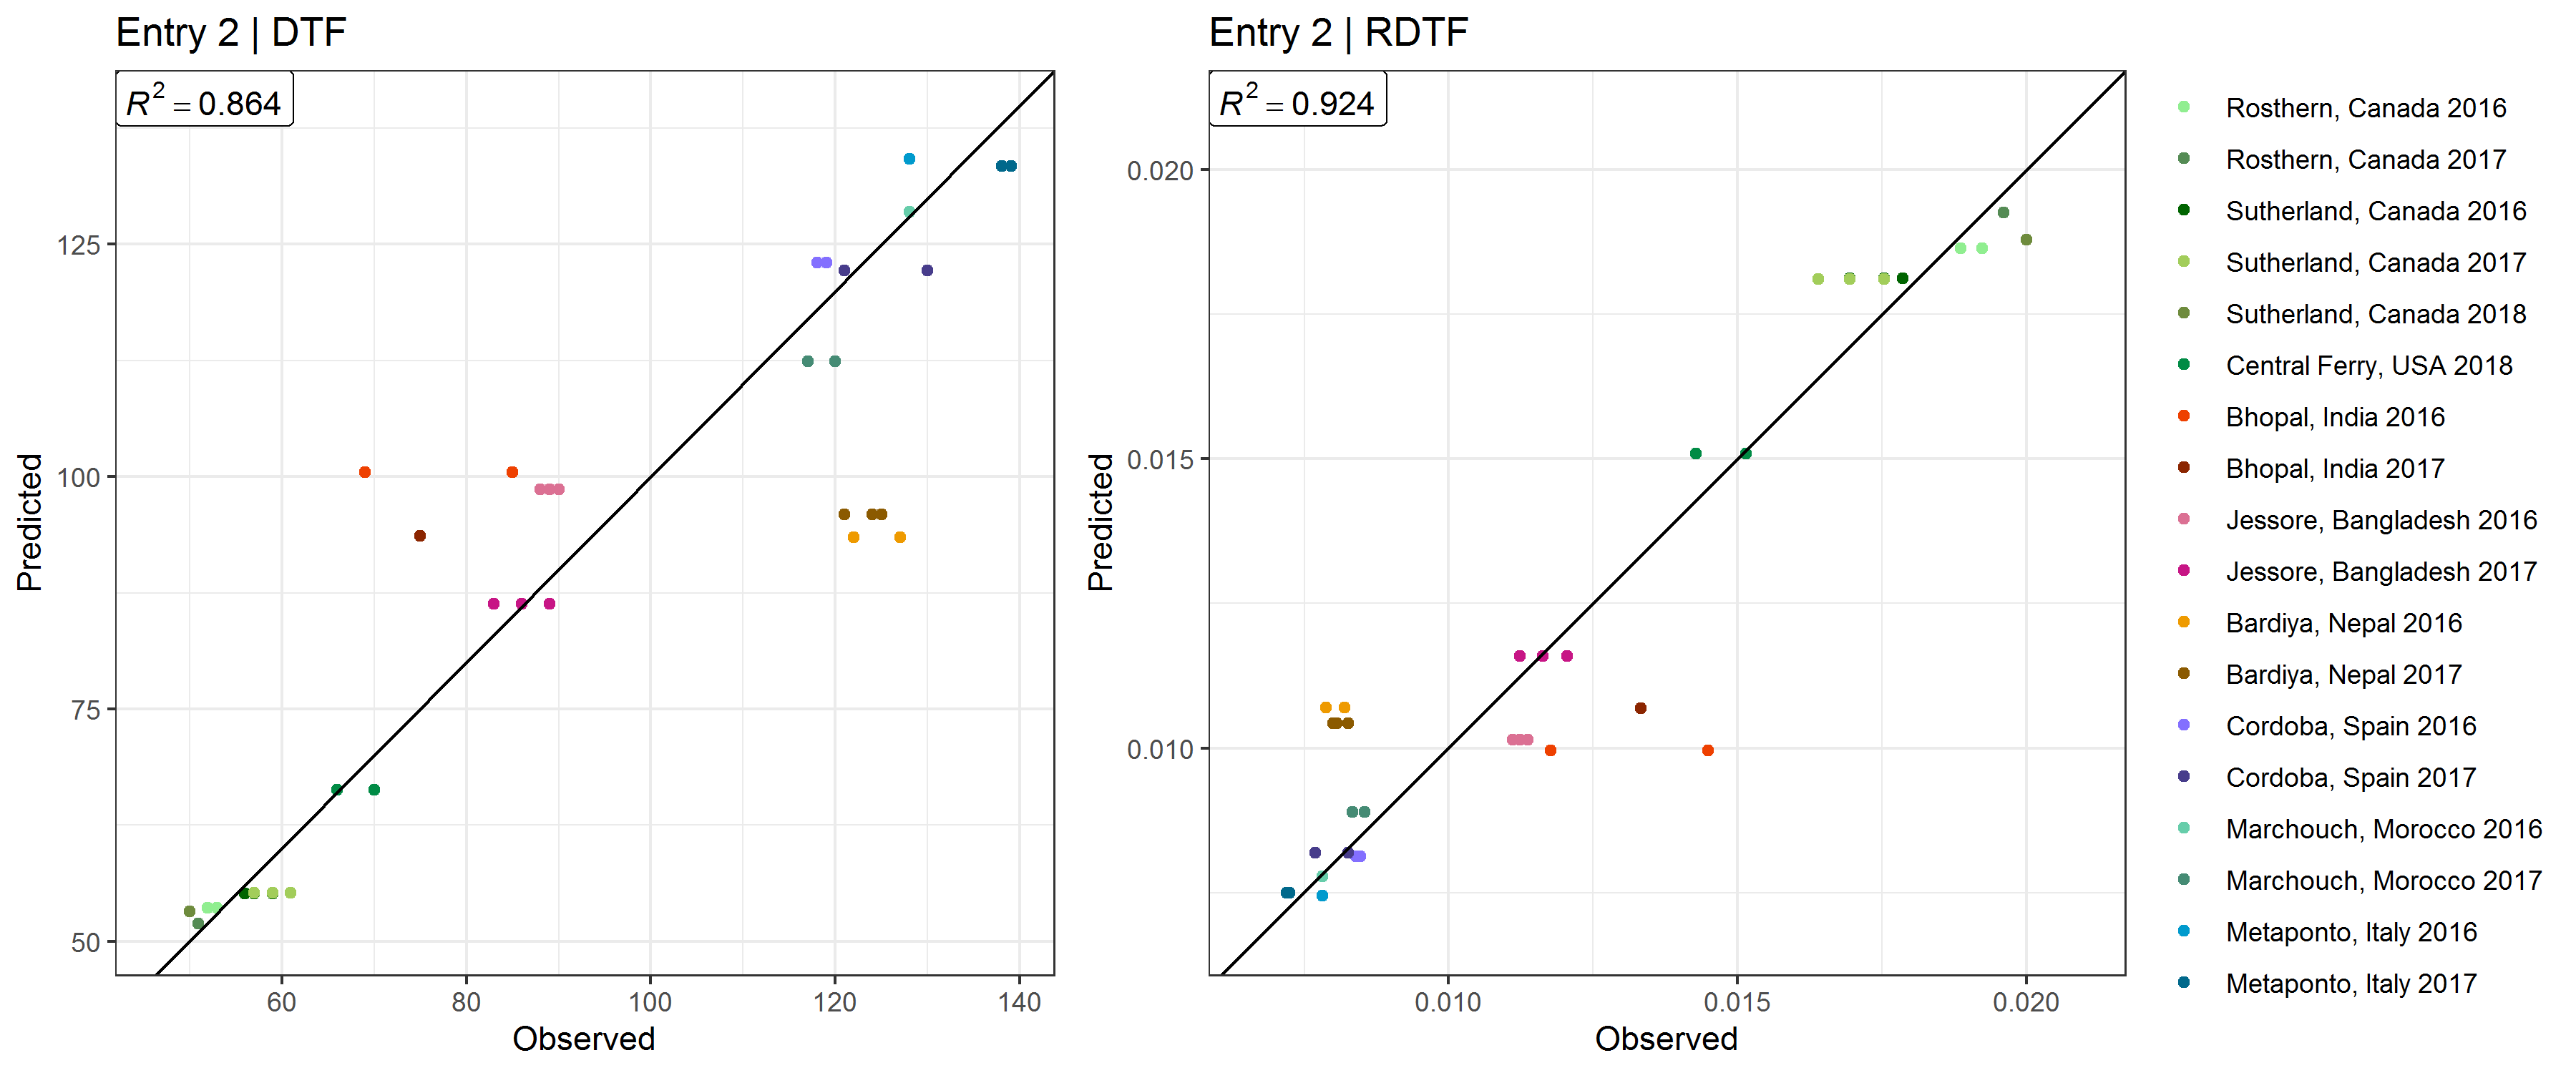 Entry 2 | DTF
R² = 0.864
Predicted
125
100
75
50
60 80 100 120 140
Observed
Entry 2 | RDTF
R² = 0.924
Predicted
0.020
0.015
0.010
0.010 0.015 0.020
Observed
Rosthern, Canada 2016
Rosthern, Canada 2017
Sutherland, Canada 2016
Sutherland, Canada 2017
Sutherland, Canada 2018
Central Ferry, USA 2018
Bhopal, India 2016
Bhopal, India 2017
Jessore, Bangladesh 2016
Jessore, Bangladesh 2017
Bardiya, Nepal 2016
Bardiya, Nepal 2017
Cordoba, Spain 2016
Cordoba, Spain 2017
Marchouch, Morocco 2016
Marchouch, Morocco 2017
Metaponto, Italy 2016
Metaponto, Italy 2017